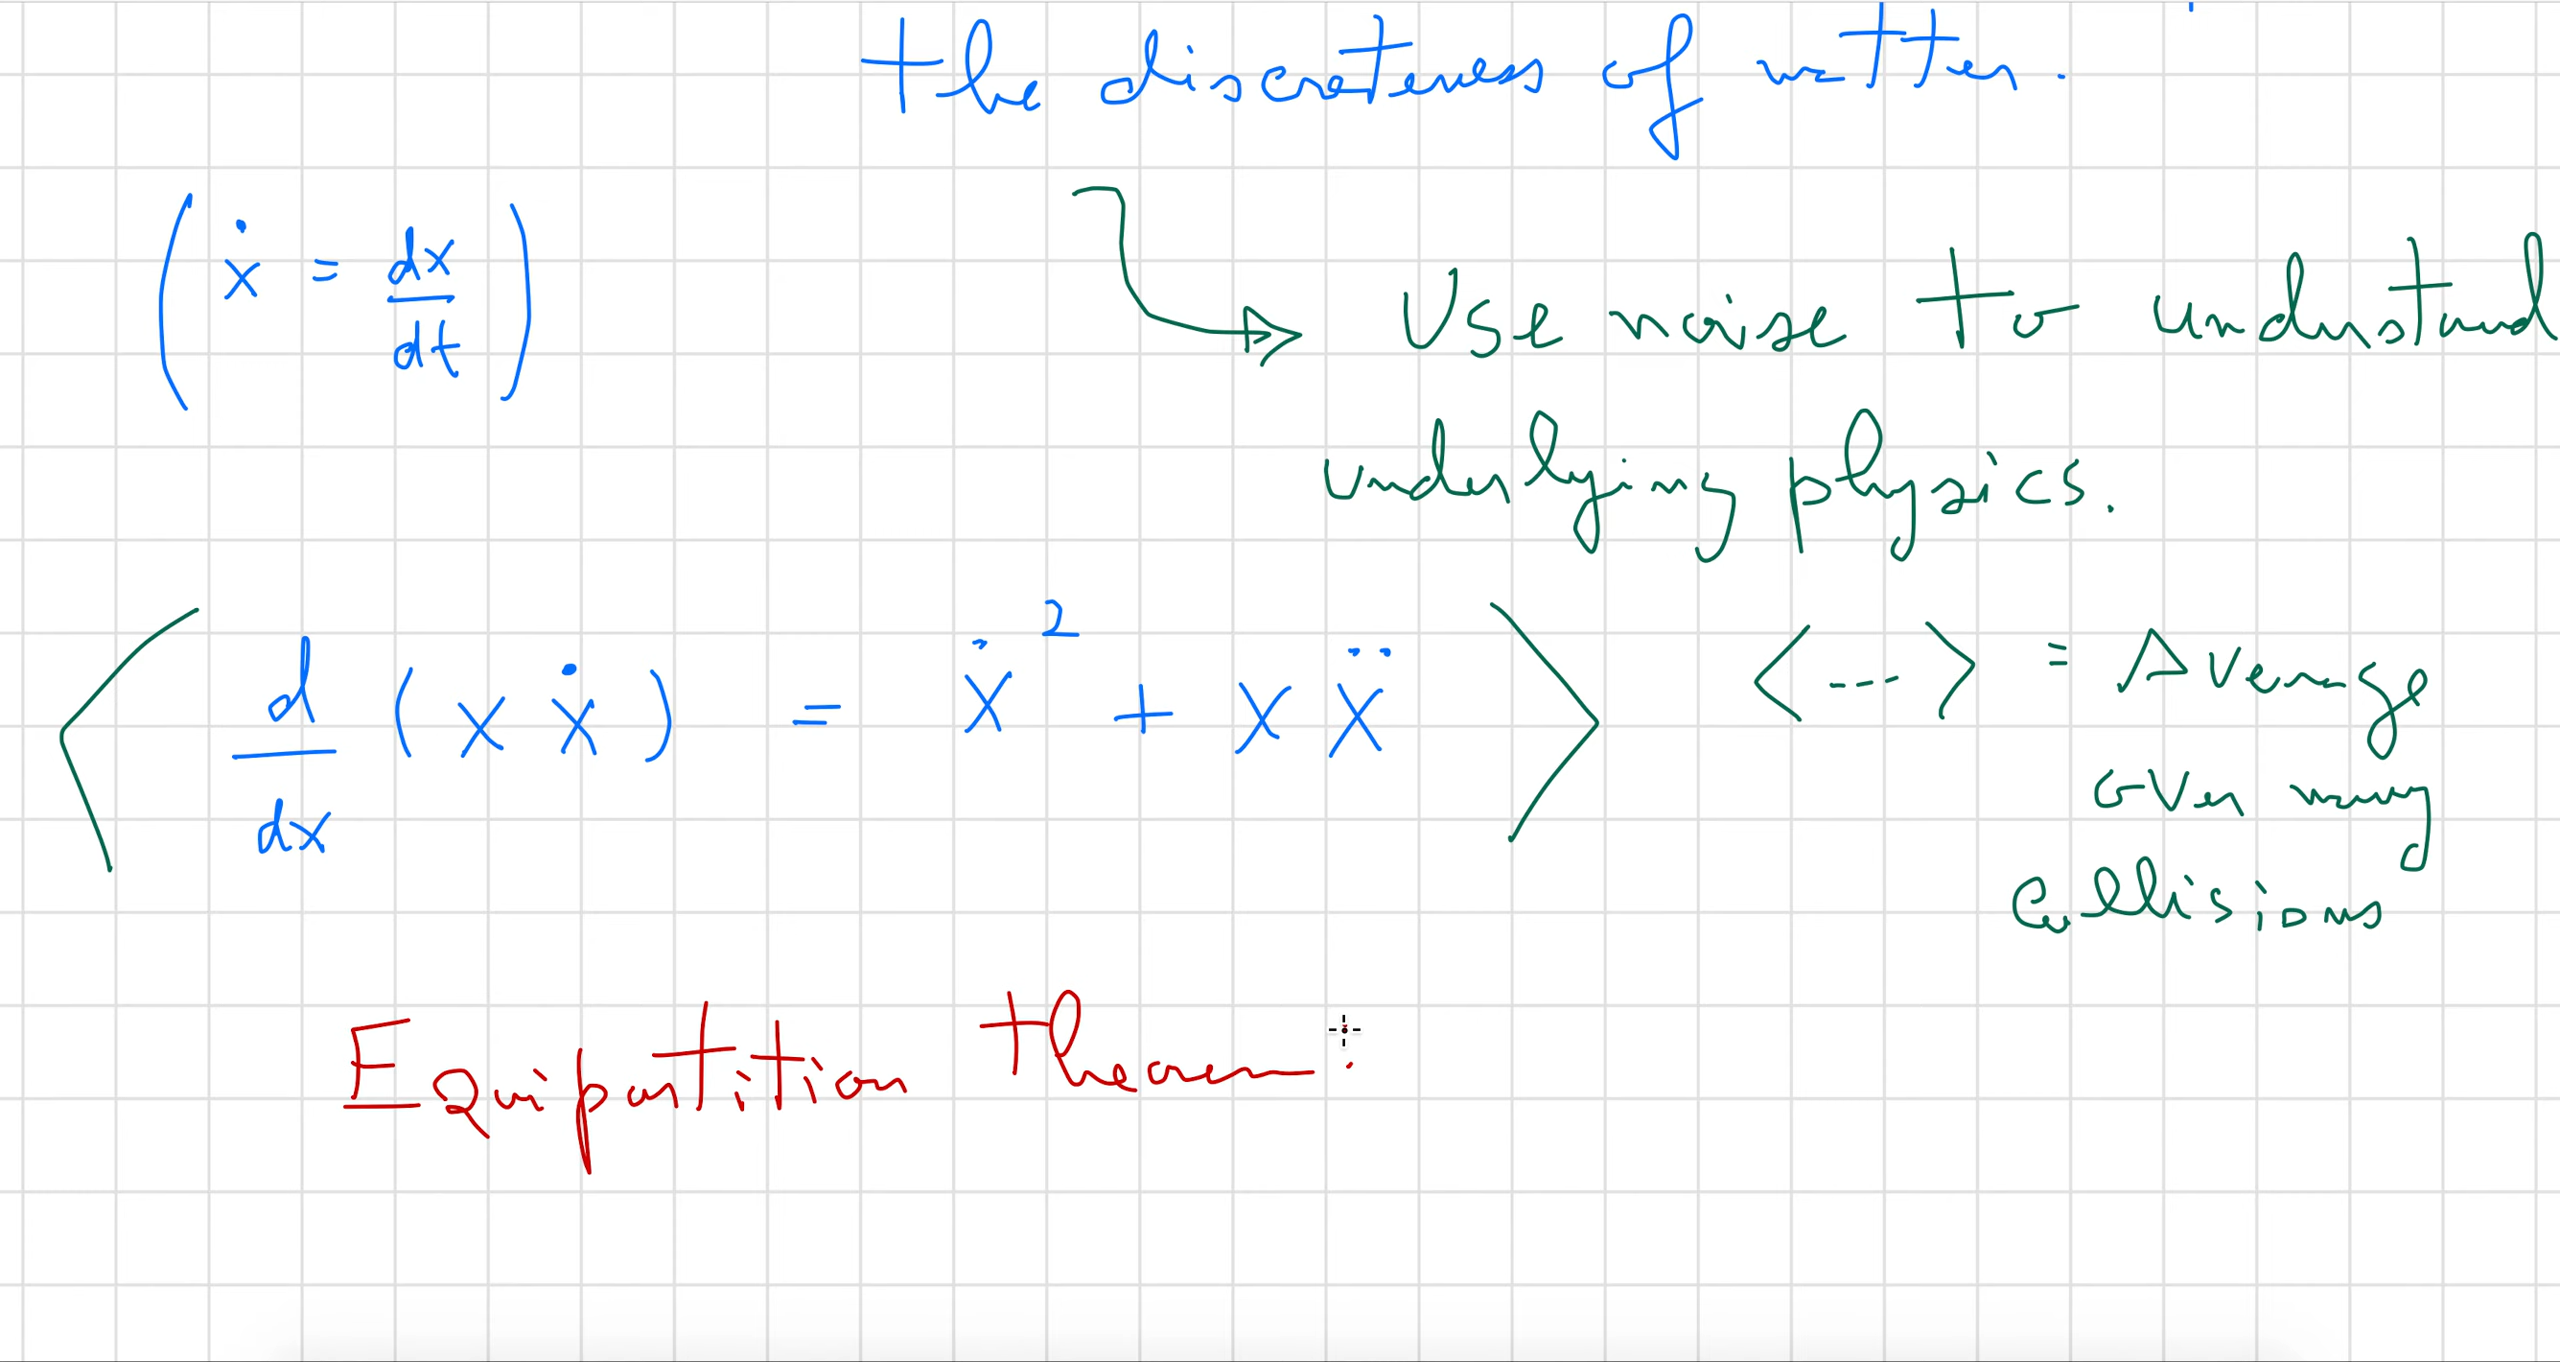 the discreteness of matter.
( ẋ = dx/dt )
Use noise to understand
underlying physics.
⟨ d/dx ( x ẋ ) = ẋ² + x ẍ ⟩ ⟨ --- ⟩ = Average
over many
Collisions
Equipartition theorem :